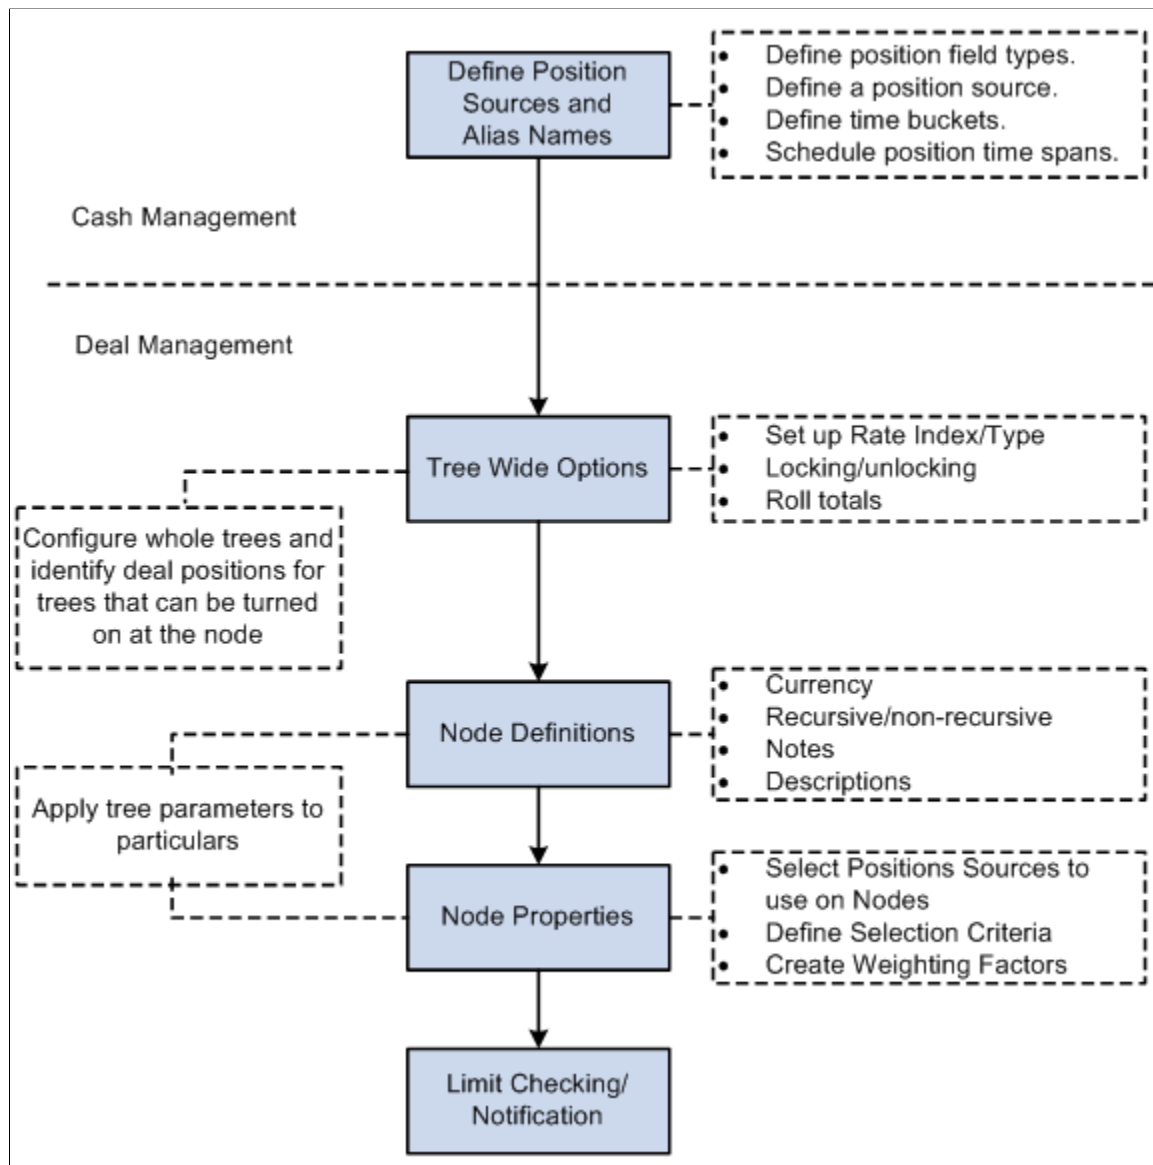 Define Position
Sources and
Alias Names
• Define position field types.
• Define a position source.
• Define time buckets.
• Schedule position time spans.
Cash Management
Deal Management
Tree Wide Options
• Set up Rate Index/Type
• Locking/unlocking
• Roll totals
Configure whole trees and
identify deal positions for
trees that can be turned
on at the node
Node Definitions
• Currency
• Recursive/non-recursive
• Notes
• Descriptions
Apply tree parameters to
particulars
Node Properties
• Select Positions Sources to
use on Nodes
• Define Selection Criteria
• Create Weighting Factors
Limit Checking/
Notification